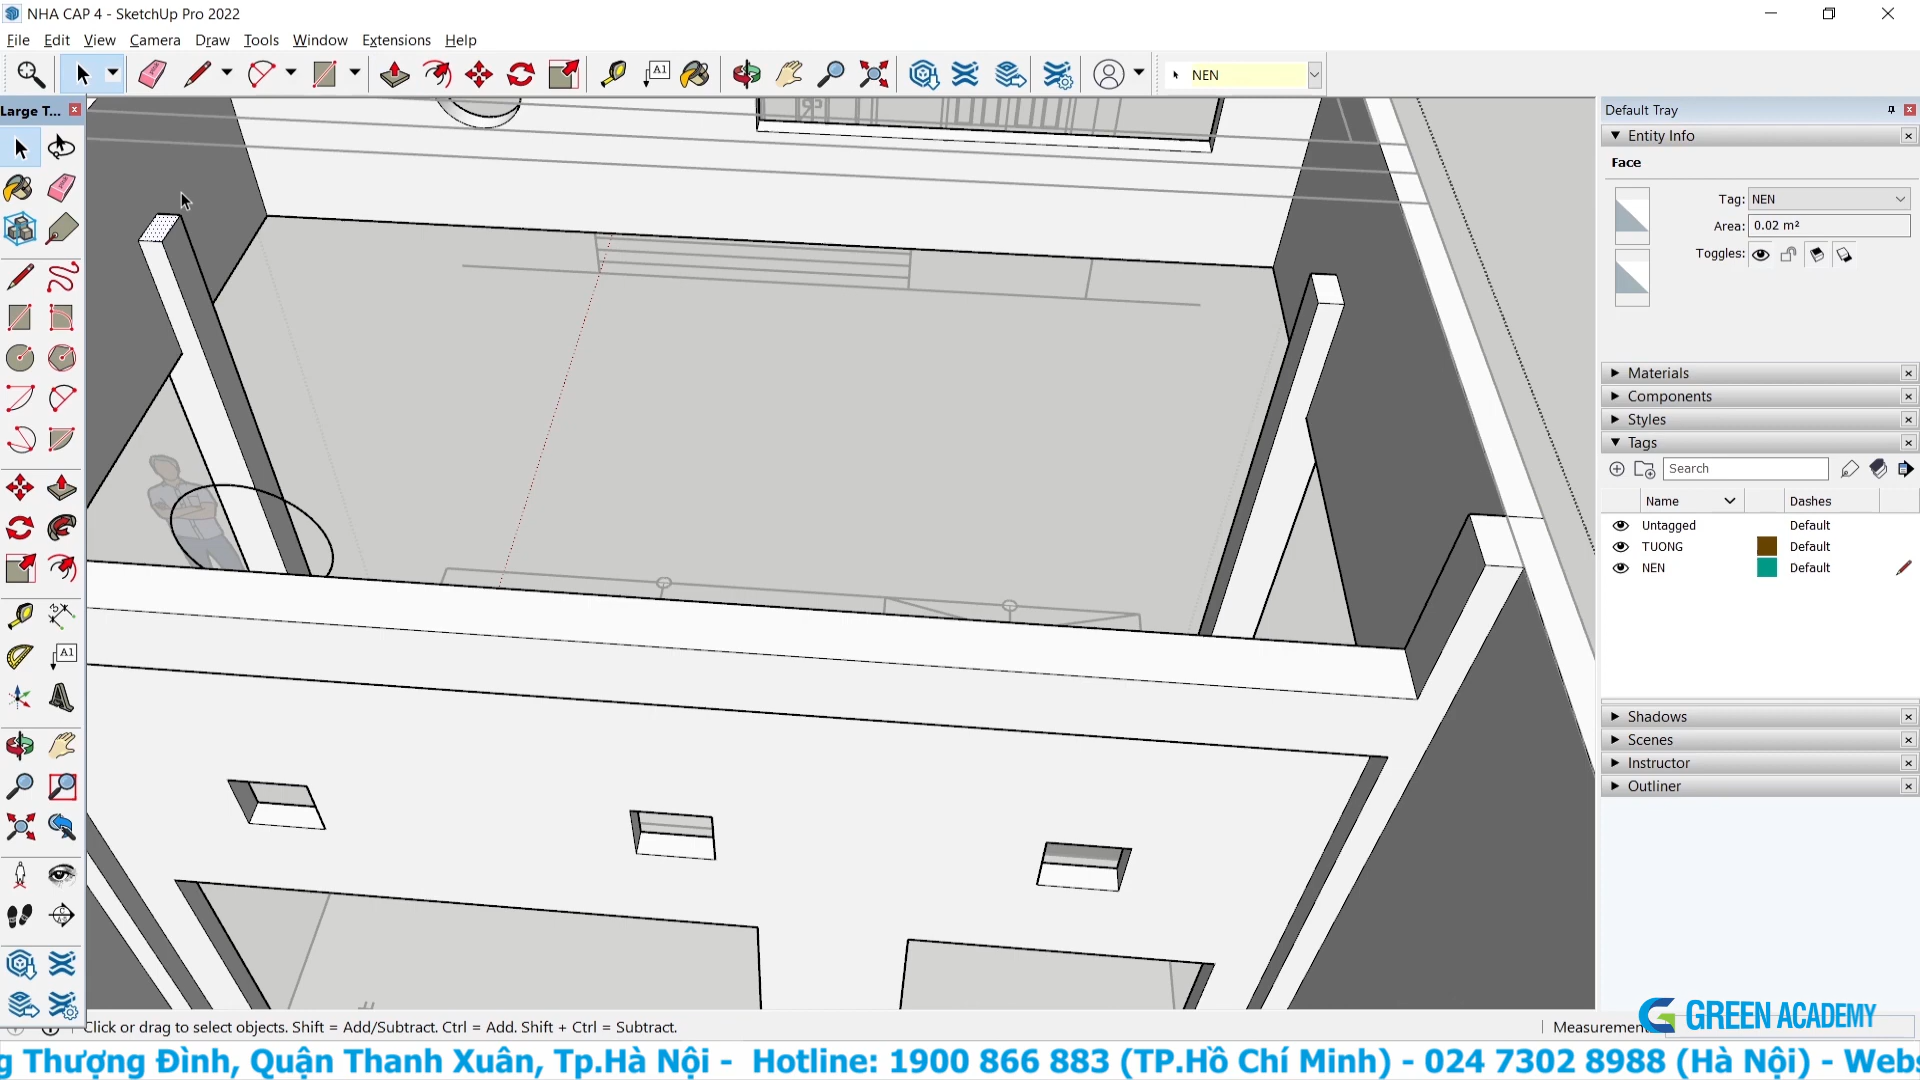 NHA CAP 4 - SketchUp Pro 2022
File Edit View Camera Draw Tools Window Extensions Help
A1
NEN
Large T...
Default Tray
Entity Info
Face
Tag: NEN
Area: 0.02 m²
Toggles:
Materials
Components
Styles
Tags
Search
Name Dashes
Untagged Default
TUONG Default
NEN Default
A1
Shadows
Scenes
Instructor
Outliner
Click or drag to select objects. Shift = Add/Subtract. Ctrl = Add. Shift + Ctrl = Subtract.
Measurement
GREEN ACADEMY
g Thượng Đình, Quận Thanh Xuân, Tp.Hà Nội - Hotline: 1900 866 883 (TP.Hồ Chí Minh) - 024 7302 8988 (Hà Nội) - Webs